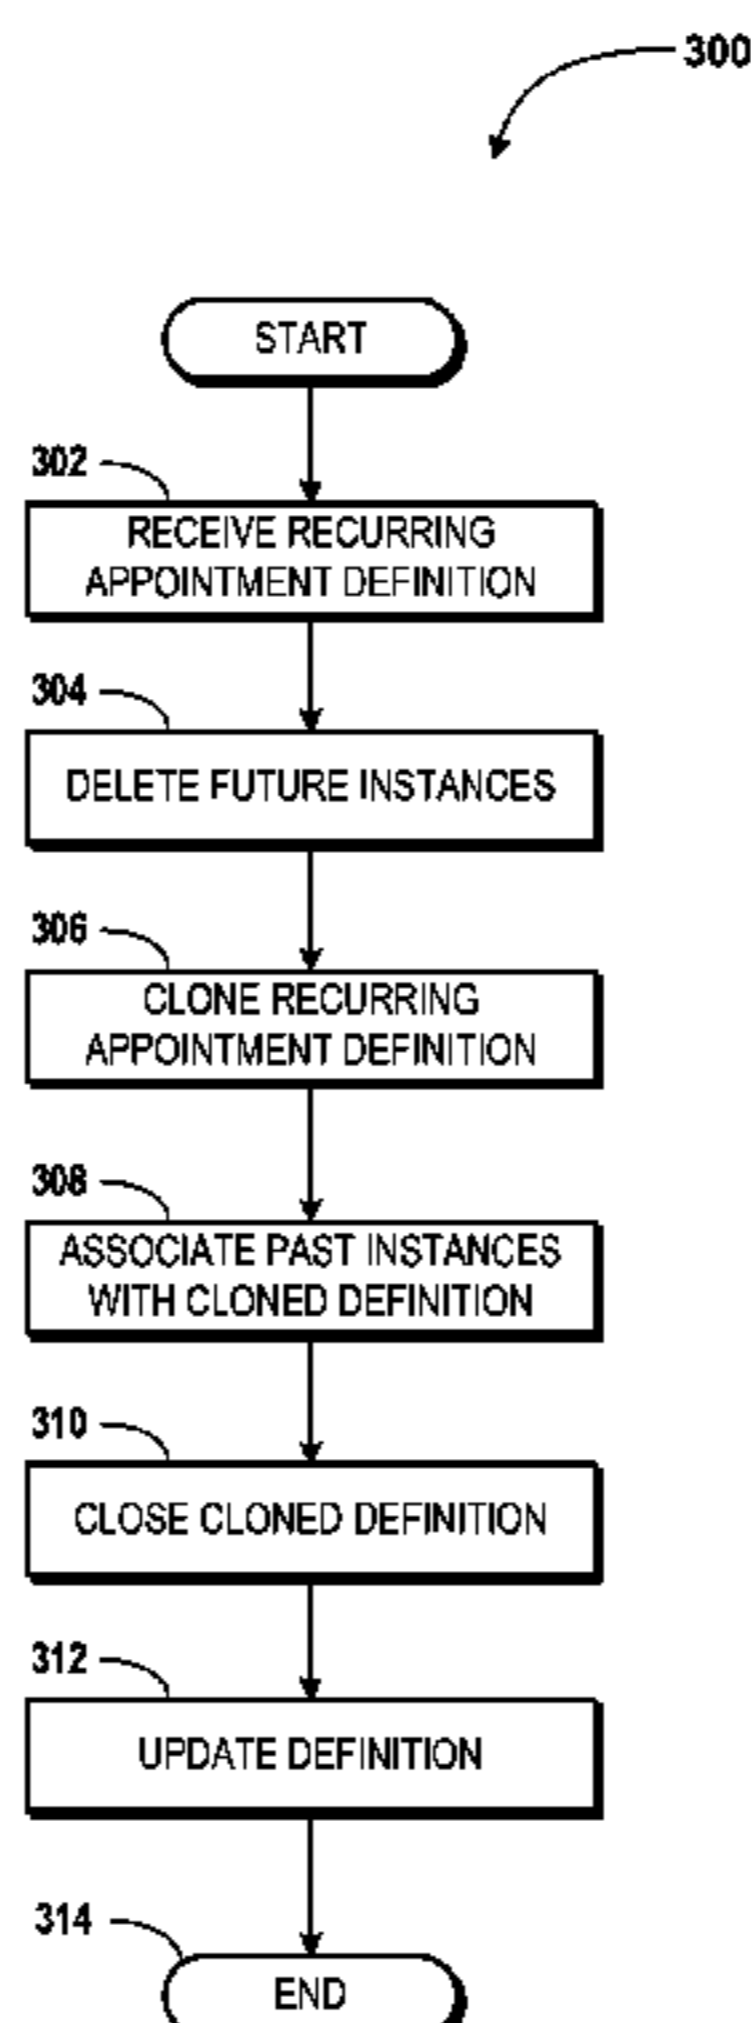 300
START
302
RECEIVE RECURRING
APPOINTMENT DEFINITION
304
DELETE FUTURE INSTANCES
306
CLONE RECURRING
APPOINTMENT DEFINITION
308
ASSOCIATE PAST INSTANCES
WITH CLONED DEFINITION
310
CLOSE CLONED DEFINITION
312
UPDATE DEFINITION
314
END